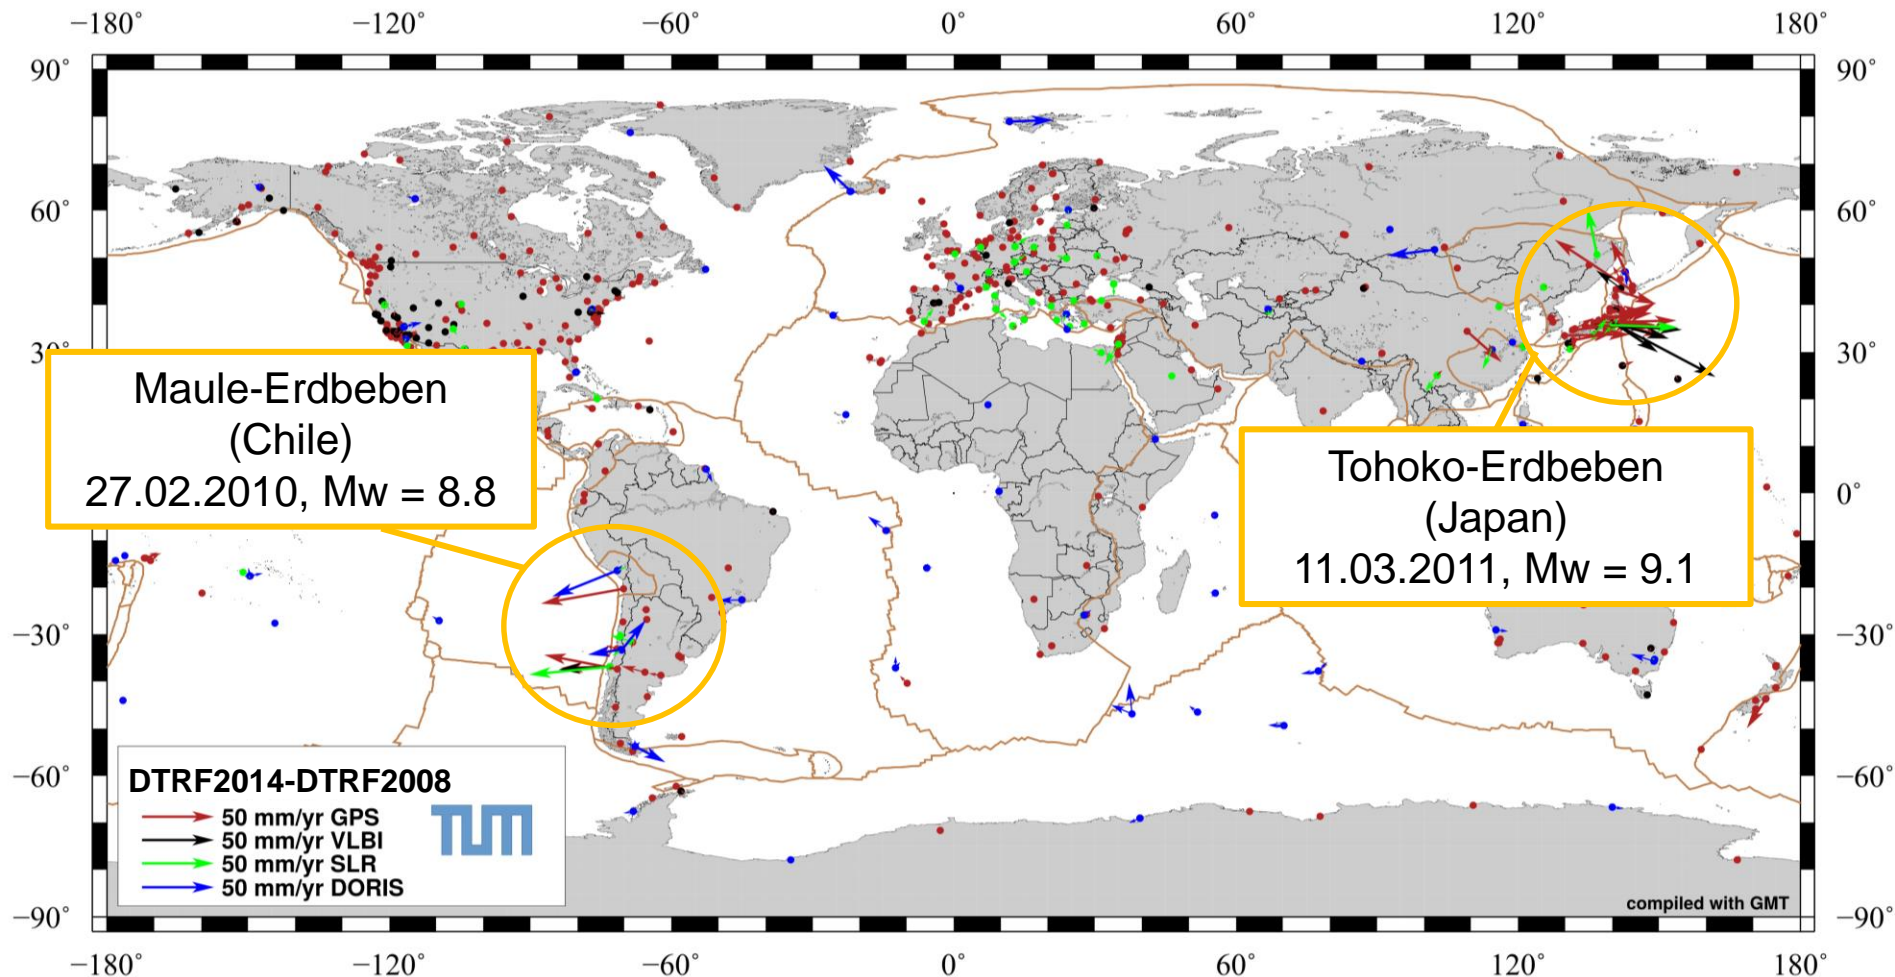 −180° −120° −60° 0° 60° 120° 180°
90° 90°
60° 60°
30° 30°
Maule-Erdbeben
(Chile)
27.02.2010, Mw = 8.8
Tohoko-Erdbeben
(Japan)
11.03.2011, Mw = 9.1
0°
−30° −30°
−60° −60°
DTRF2014-DTRF2008
50 mm/yr GPS
50 mm/yr VLBI
50 mm/yr SLR
50 mm/yr DORIS
TUM
compiled with GMT
−90° −90°
−180° −120° −60° 0° 60° 120° 180°